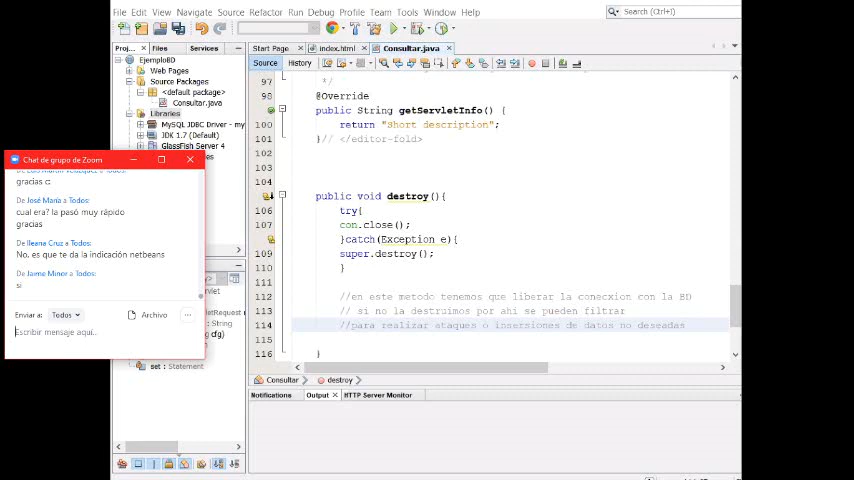 File Edit View Navigate Source Refactor Run Debug Profile Team Tools Window Help
Search (Ctrl+I)
Proj... Files Services
Start Page index.html Consultar.java
EjemploBD
Web Pages
Source Packages
<default package>
Consultar.java
Libraries
MySQL JDBC Driver - my
JDK 1.7 (Default)
GlassFish Server 4
Source History
97 */
98 @Override
public String getServletInfo() {
100 return "Short description";
101 }// </editor-fold>
102
103
104
public void destroy(){
106 try{
107 con.close();
}catch(Exception e){
109 super.destroy();
110 }
111
112 //en este metodo tenemos que liberar la conecxion con la BD
113 // si no la destruimos por ahi se pueden filtrar
114 //para realizar ataques o insersiones de datos no deseadas
115
116 }
Chat de grupo de Zoom
gracias c:
De José María a Todos:
cual era? la pasó muy rápido
gracias
De Ileana Cruz a Todos:
No, es que te da la indicación netbeans
De Jaime Minor a Todos:
si
Enviar a: Todos Archivo ...
Escribir mensaje aquí...
set : Statement
Consultar destroy
Notifications Output HTTP Server Monitor